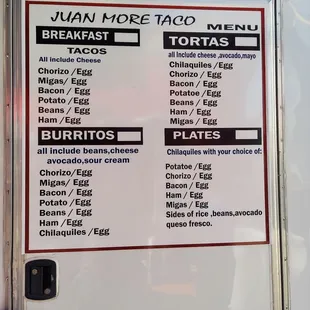 JUAN MORE TACO
MENU
BREAKFAST
TACOS
All include Cheese
Chorizo /Egg
Migas/ Egg
Bacon / Egg
Potato /Egg
Beans/ Egg
Ham /Egg
BURRITOS
all include beans,cheese
avocado,sour cream
Chorizo/Egg
Migas/ Egg
Bacon / Egg
Potato /Egg
Beans / Egg
Ham / Egg
Chilaquiles /Egg
TORTAS
all Include Cheese ,avocado,mayo
Chilaquiles / Egg
Chorizo / Egg
Bacon / Egg
Potatoe / Egg
Beans / Egg
Ham / Egg
Migas / Egg
PLATES
Chilaquiles with your choice of:
Potatoe /Egg
Chorizo / Egg
Bacon / Egg
Ham / Egg
Migas / Egg
Sides of rice ,beans,avocado
queso fresco.